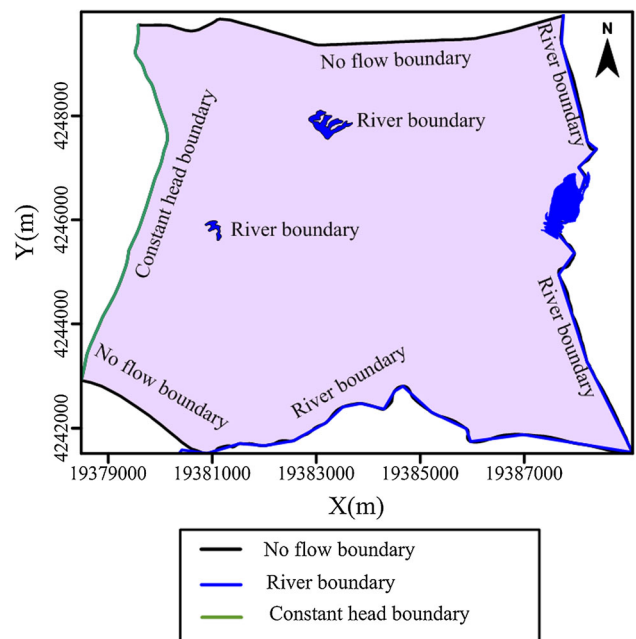 N
No flow boundary
River boundary
River boundary
Constant head boundary
River boundary
River boundary
No flow boundary
River boundary
Y(m)
4248000
4246000
4244000
4242000
19379000 19381000 19383000 19385000 19387000
X(m)
No flow boundary
River boundary
Constant head boundary